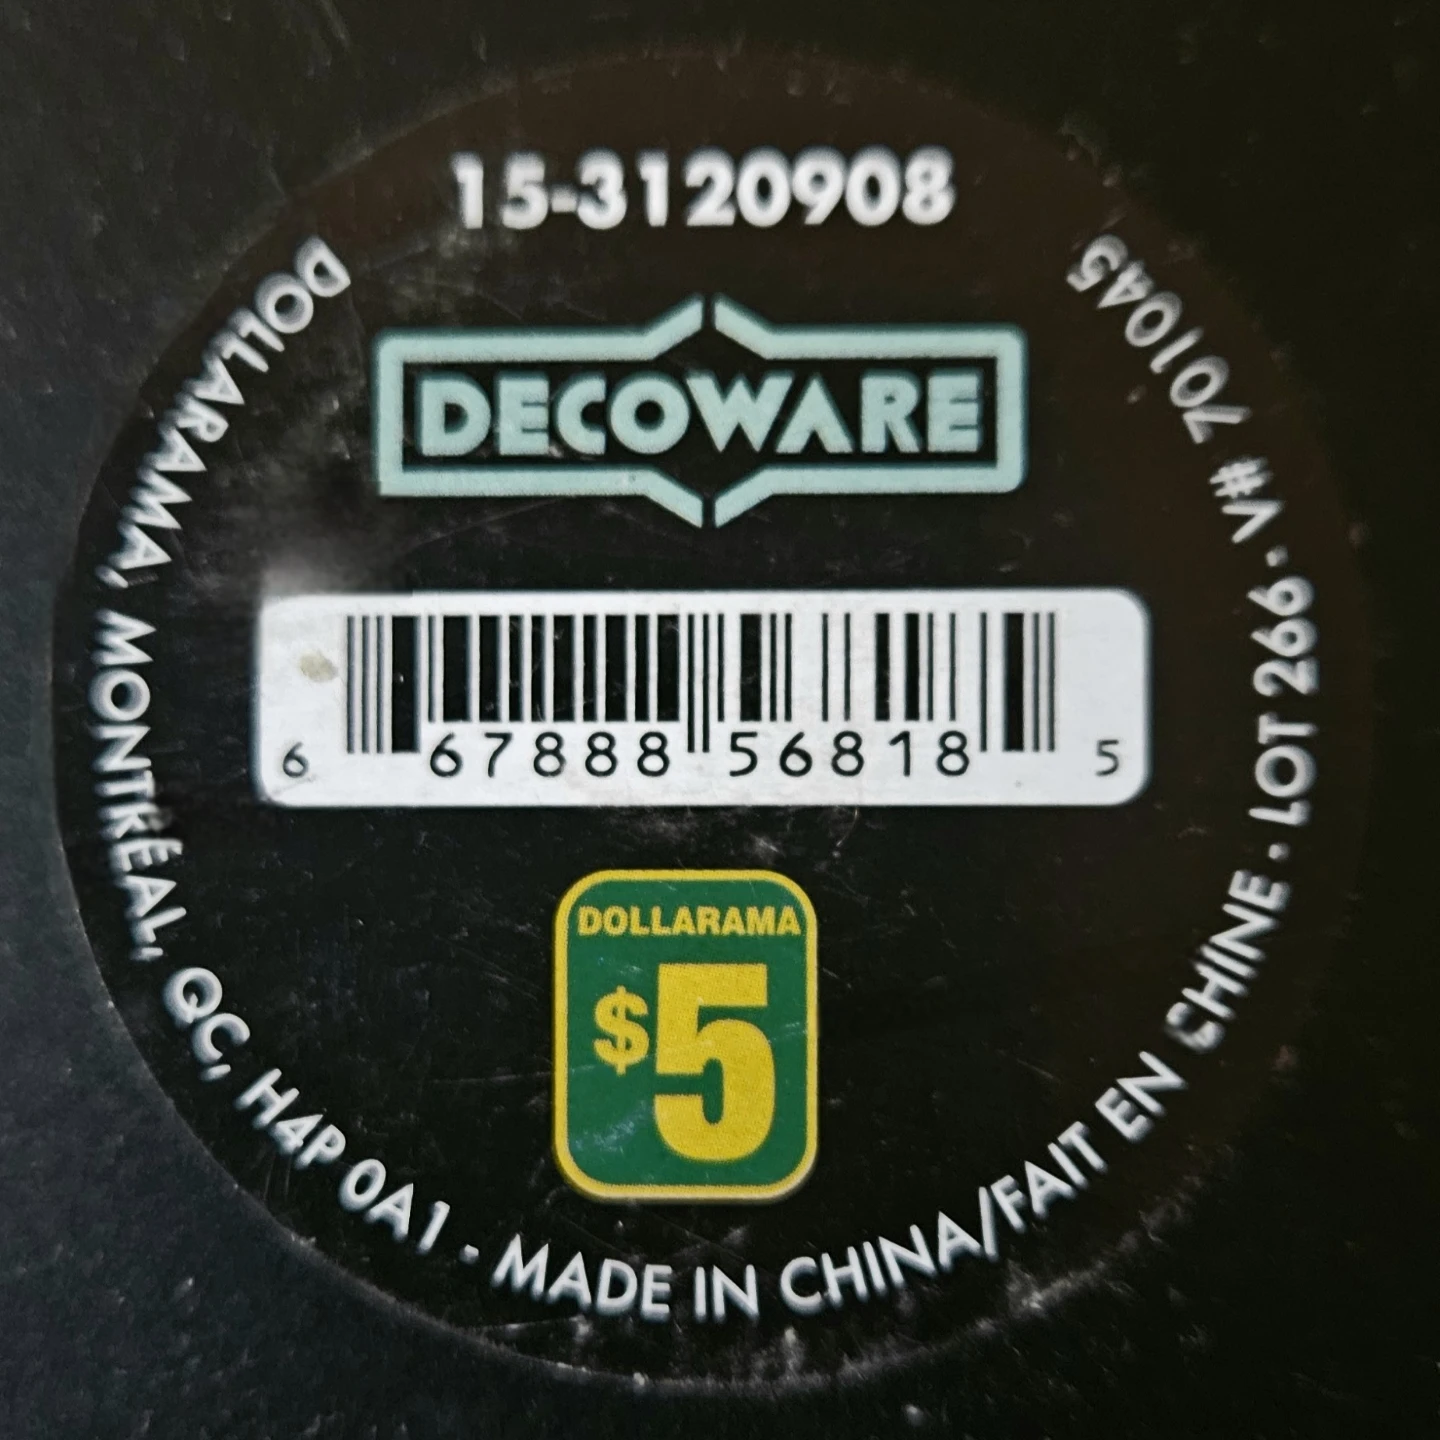 15-3120908
DECOWARE
6 67888 56818 5
DOLLARAMA
$5
DOLLARAMA, MONTRÉAL, QC, H4P 0A1 - MADE IN CHINA/FAIT EN CHINE · LOT 266 · V# 701045